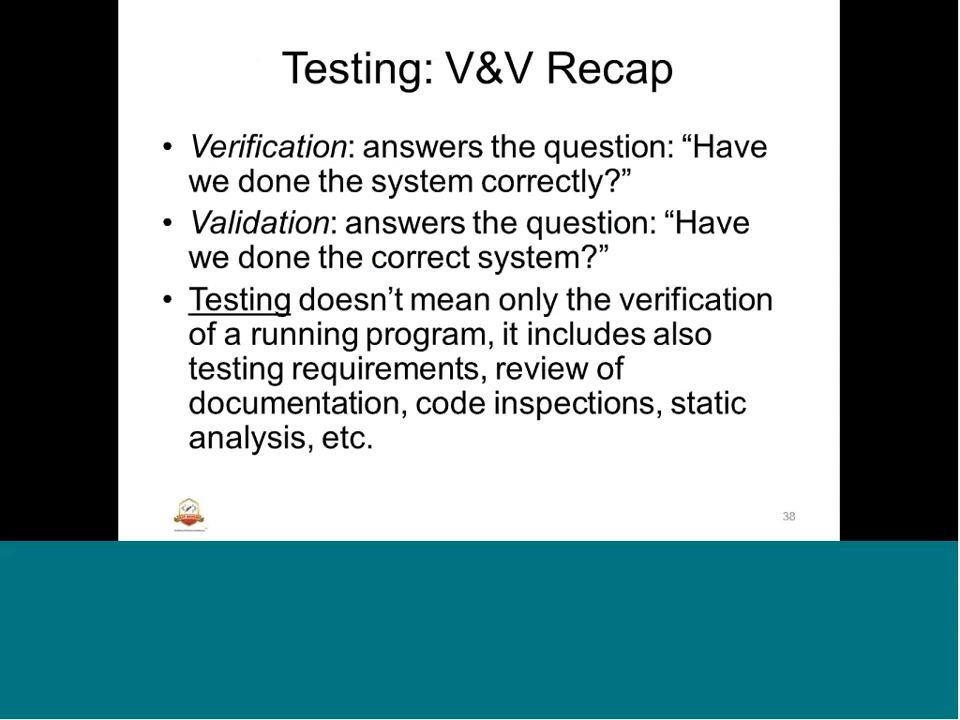 Testing: V&V Recap
• Verification: answers the question: “Have
we done the system correctly?”
• Validation: answers the question: “Have
we done the correct system?”
• Testing doesn’t mean only the verification
of a running program, it includes also
testing requirements, review of
documentation, code inspections, static
analysis, etc.
38